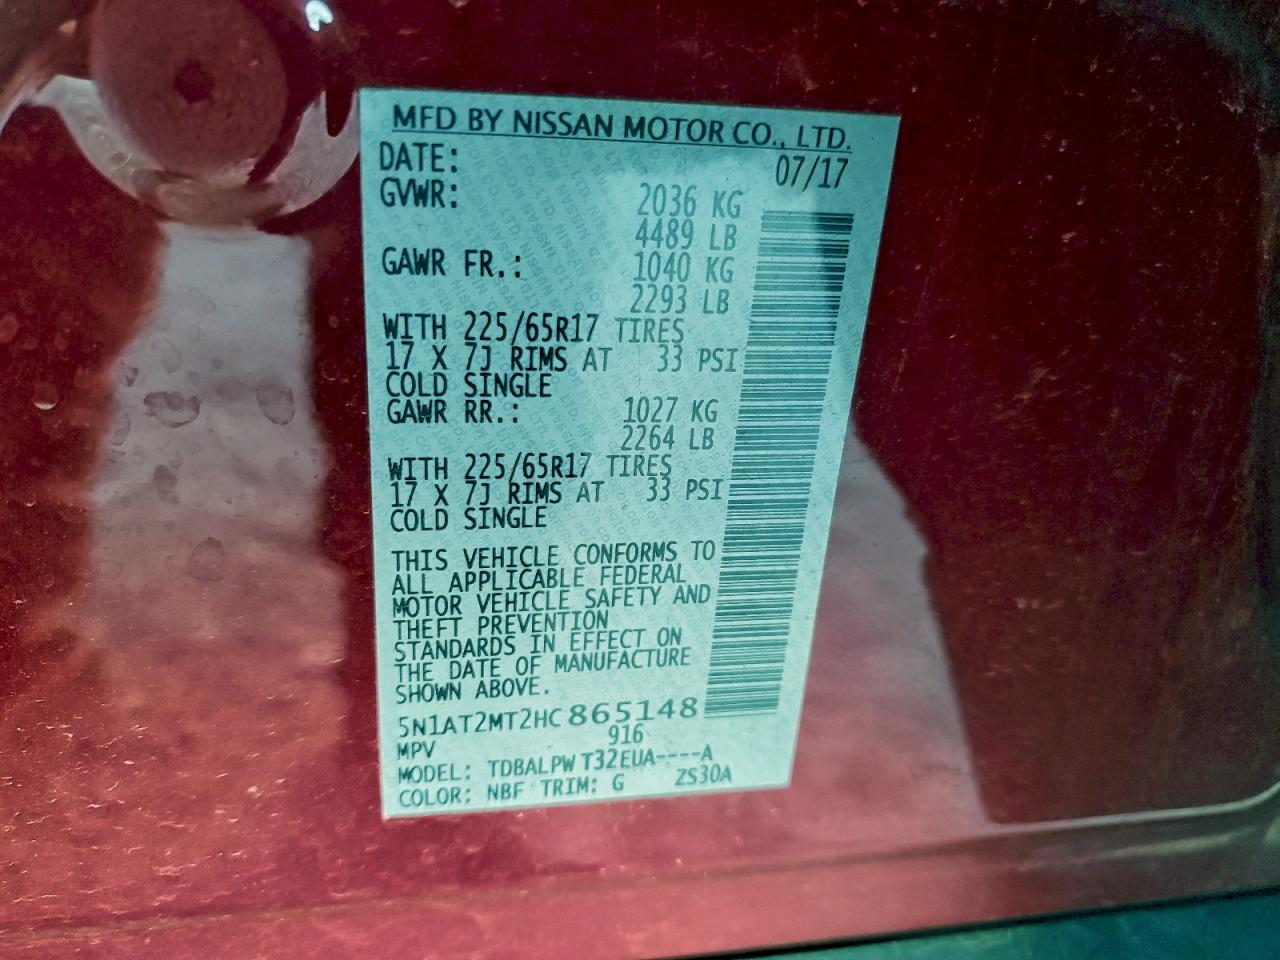 MFD BY NISSAN MOTOR CO., LTD.
DATE: 07/17
GVWR: 2036 KG
4489 LB
GAWR FR.: 1040 KG
2293 LB
WITH 225/65R17 TIRES
17 X 7J RIMS AT 33 PSI
COLD SINGLE
GAWR RR.: 1027 KG
2264 LB
WITH 225/65R17 TIRES
17 X 7J RIMS AT 33 PSI
COLD SINGLE
THIS VEHICLE CONFORMS TO
ALL APPLICABLE FEDERAL
MOTOR VEHICLE SAFETY AND
THEFT PREVENTION
STANDARDS IN EFFECT ON
THE DATE OF MANUFACTURE
SHOWN ABOVE.
5N1AT2MT2HC865148
MPV 916
MODEL: TDBALPW T32EUA----A
COLOR: NBF TRIM: G ZS30A